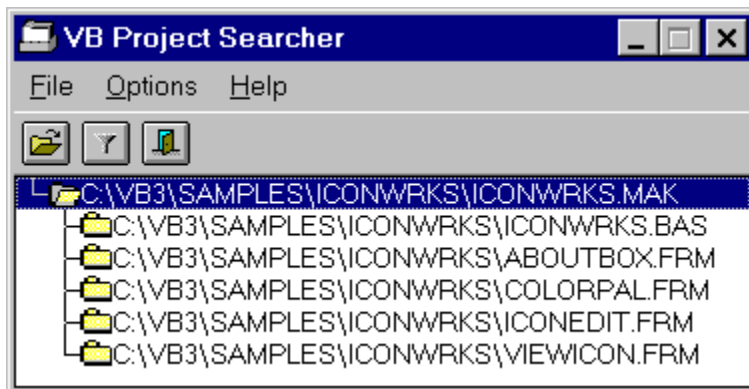 VB Project Searcher
File Options Help
C:\VB3\SAMPLES\ICONWRKS\ICONWRKS.MAK
C:\VB3\SAMPLES\ICONWRKS\ICONWRKS.BAS
C:\VB3\SAMPLES\ICONWRKS\ABOUTBOX.FRM
C:\VB3\SAMPLES\ICONWRKS\COLORPAL.FRM
C:\VB3\SAMPLES\ICONWRKS\ICONEDIT.FRM
C:\VB3\SAMPLES\ICONWRKS\VIEWICON.FRM